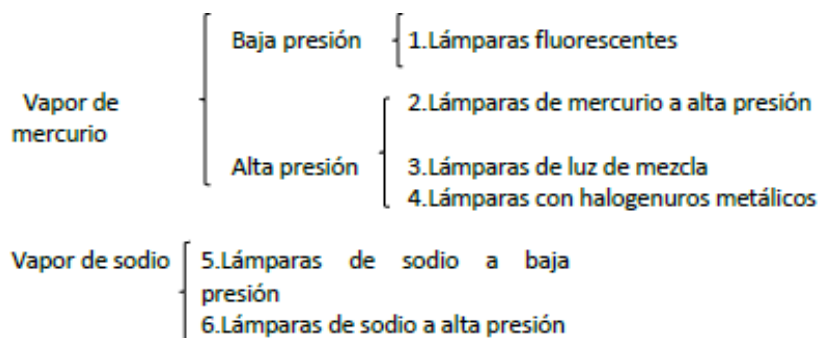 Baja presión
1.Lámparas fluorescentes
Vapor de
mercurio
2.Lámparas de mercurio a alta presión
Alta presión
3.Lámparas de luz de mezcla
4.Lámparas con halogenuros metálicos
Vapor de sodio
5.Lámparas de sodio a baja
presión
6.Lámparas de sodio a alta presión